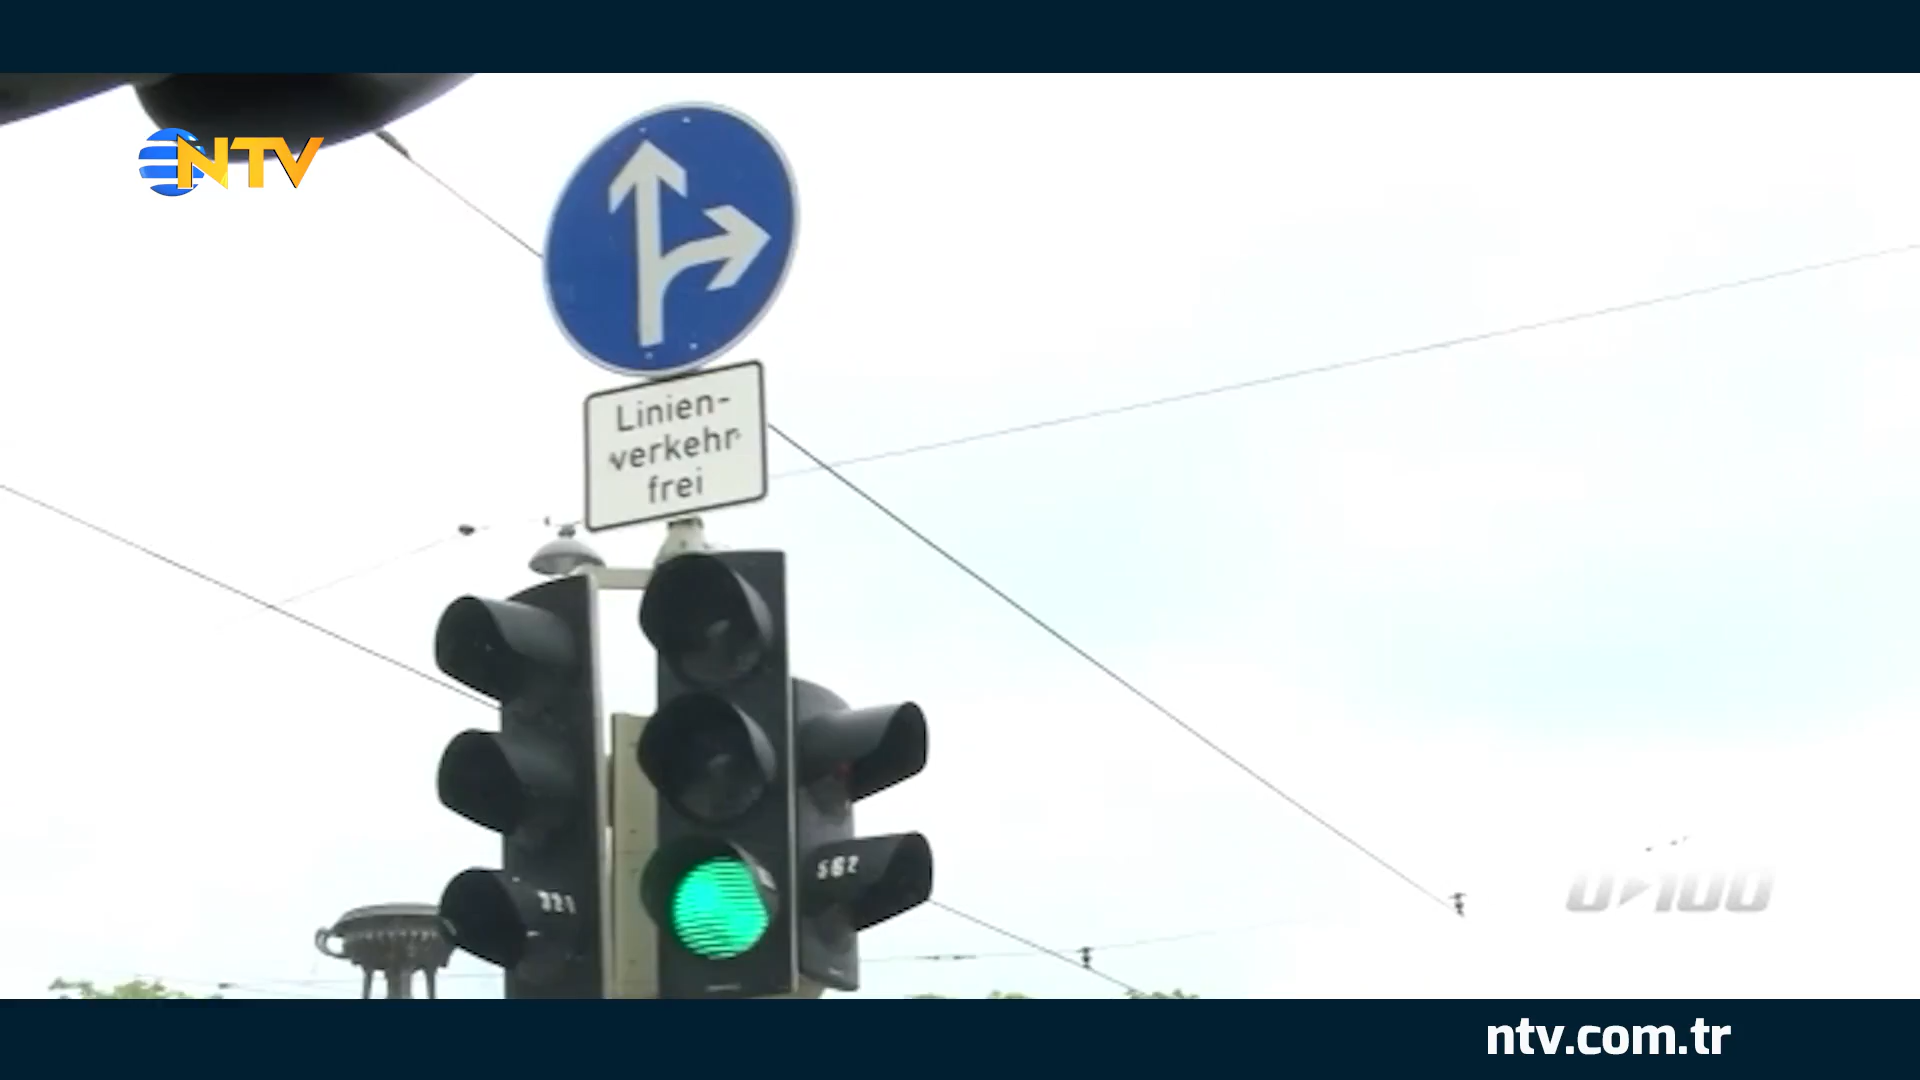 NTV
Linien-
verkehr
frei
321
562
0-100
ntv.com.tr